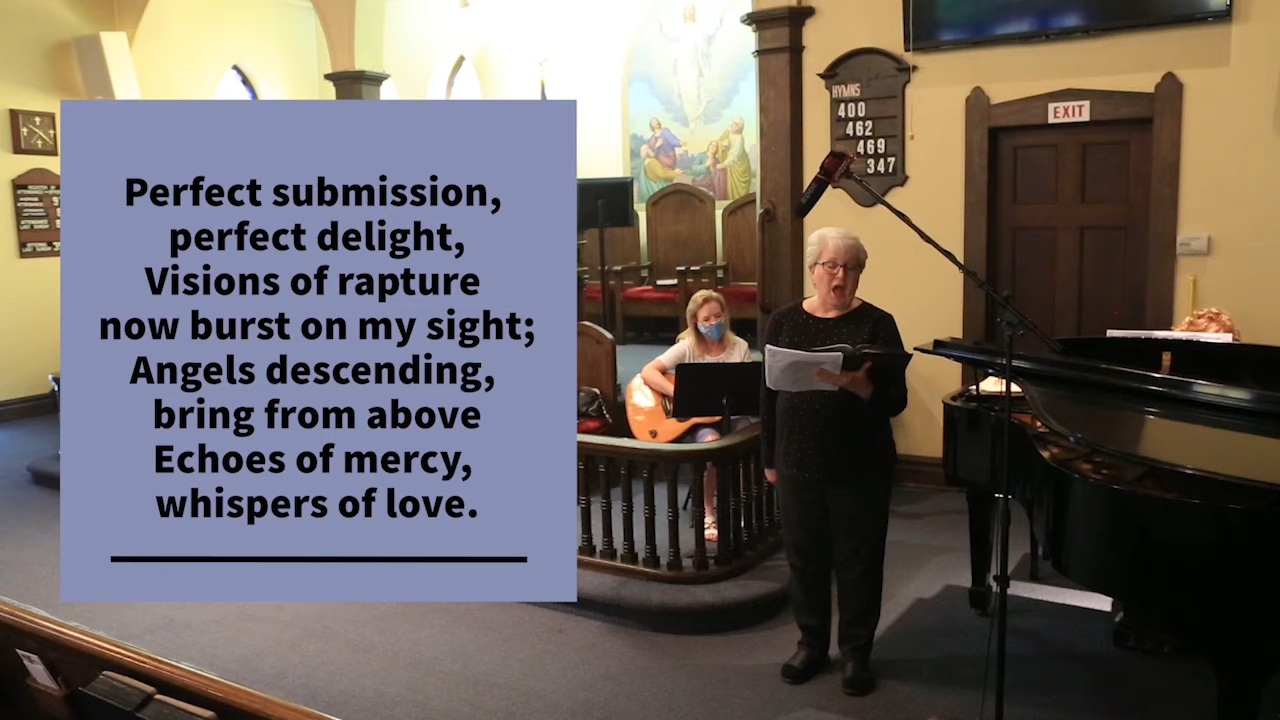 Perfect submission,
perfect delight,
Visions of rapture
now burst on my sight;
Angels descending,
bring from above
Echoes of mercy,
whispers of love.
HYMNS
400
462
469
347
EXIT